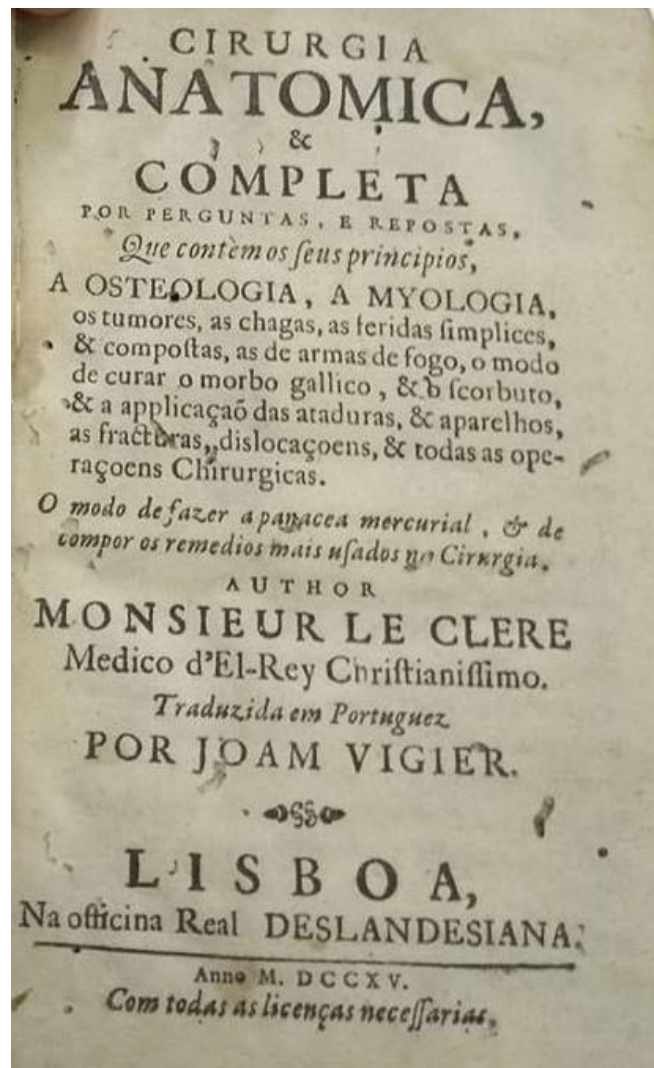 CIRURGIA
ANATOMICA,
&
COMPLETA
POR PERGUNTAS, E REPOSTAS,
Que contèm os ſeus principios,
A OSTEOLOGIA, A MYOLOGIA,
os tumores, as chagas, as feridas ſimplices,
& compoſtas, as de armas de fogo, o modo
de curar o morbo gallico, & o ſcorbuto,
& a applicaçaõ das ataduras, & aparelhos,
as fracturas, dislocaçoens, & todas as ope-
raçoens Chirurgicas.
O modo de fazer a panacea mercurial, & de
compor os remedios mais uſados na Cirurgia.
AUTHOR
MONSIEUR LE CLERE
Medico d'El-Rey Chriſtianiſſimo.
Traduzida em Portuguez
POR JOAM VIGIER.
LISBOA,
Na officina Real DESLANDESIANA.
Anno M. DCCXV.
Com todas as licenças neceſſarias.